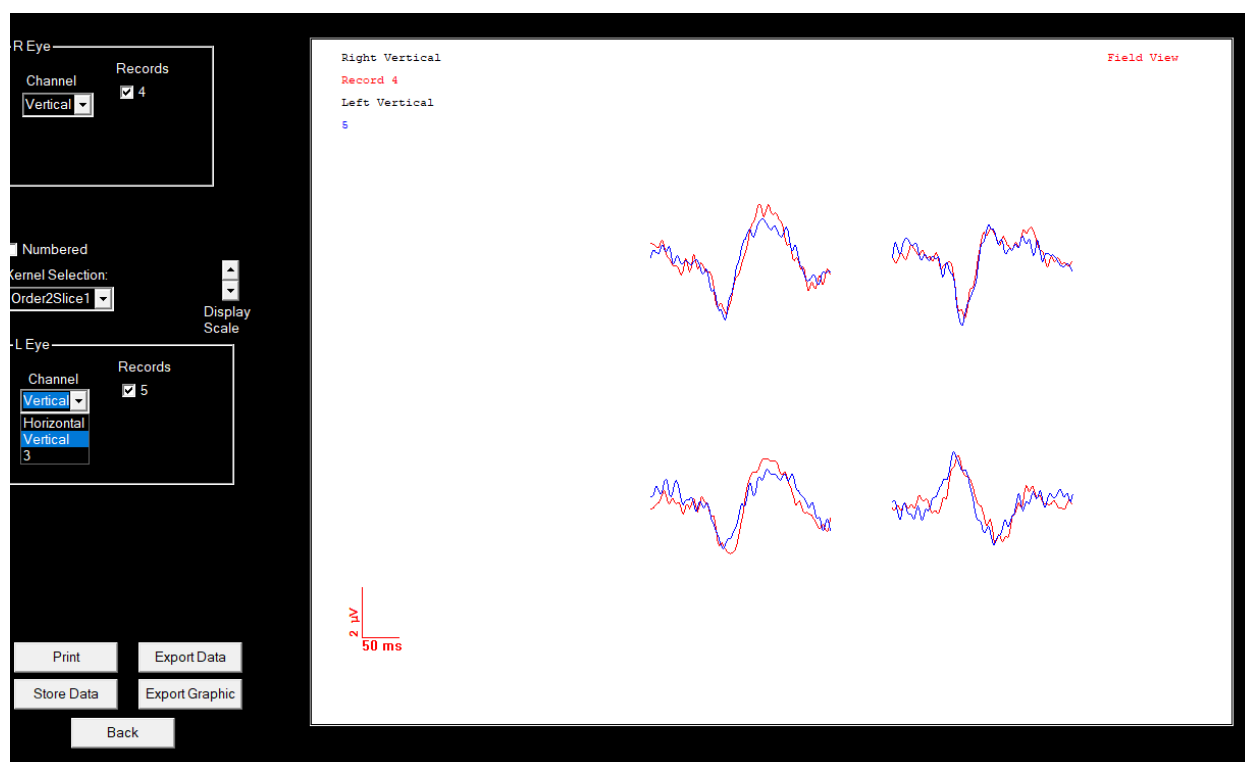 R Eye
Records
Channel
4
Vertical
Numbered
Kernel Selection:
Order2Slice1
Display
Scale
L Eye
Records
Channel
5
Vertical
Horizontal
Vertical
3
Print
Export Data
Store Data
Export Graphic
Back
Right Vertical
Field View
Record 4
Left Vertical
5
2 µV
50 ms